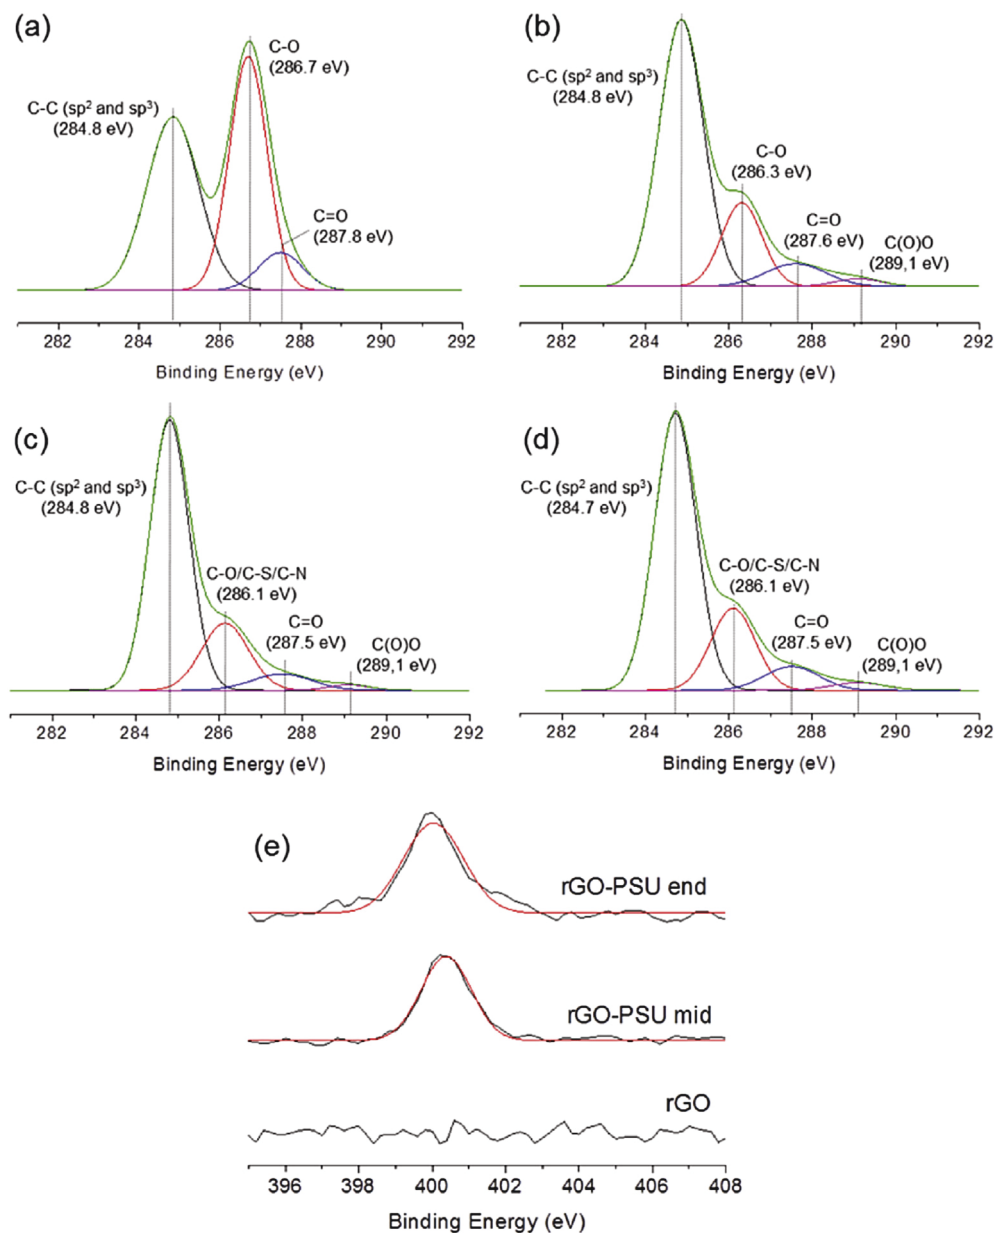 (a)
C-O
(286.7 eV)
C-C (sp² and sp³)
(284.8 eV)
C=O
(287.8 eV)
282 284 286 288 290 292
Binding Energy (eV)
(b)
C-C (sp² and sp³)
(284.8 eV)
C-O
(286.3 eV)
C=O
(287.6 eV)
C(O)O
(289,1 eV)
282 284 286 288 290 292
Binding Energy (eV)
(c)
C-C (sp² and sp³)
(284.8 eV)
C-O/C-S/C-N
(286.1 eV)
C=O
(287.5 eV)
C(O)O
(289,1 eV)
282 284 286 288 290 292
Binding Energy (eV)
(d)
C-C (sp² and sp³)
(284.7 eV)
C-O/C-S/C-N
(286.1 eV)
C=O
(287.5 eV)
C(O)O
(289,1 eV)
282 284 286 288 290 292
Binding Energy (eV)
(e)
rGO-PSU end
rGO-PSU mid
rGO
396 398 400 402 404 406 408
Binding Energy (eV)